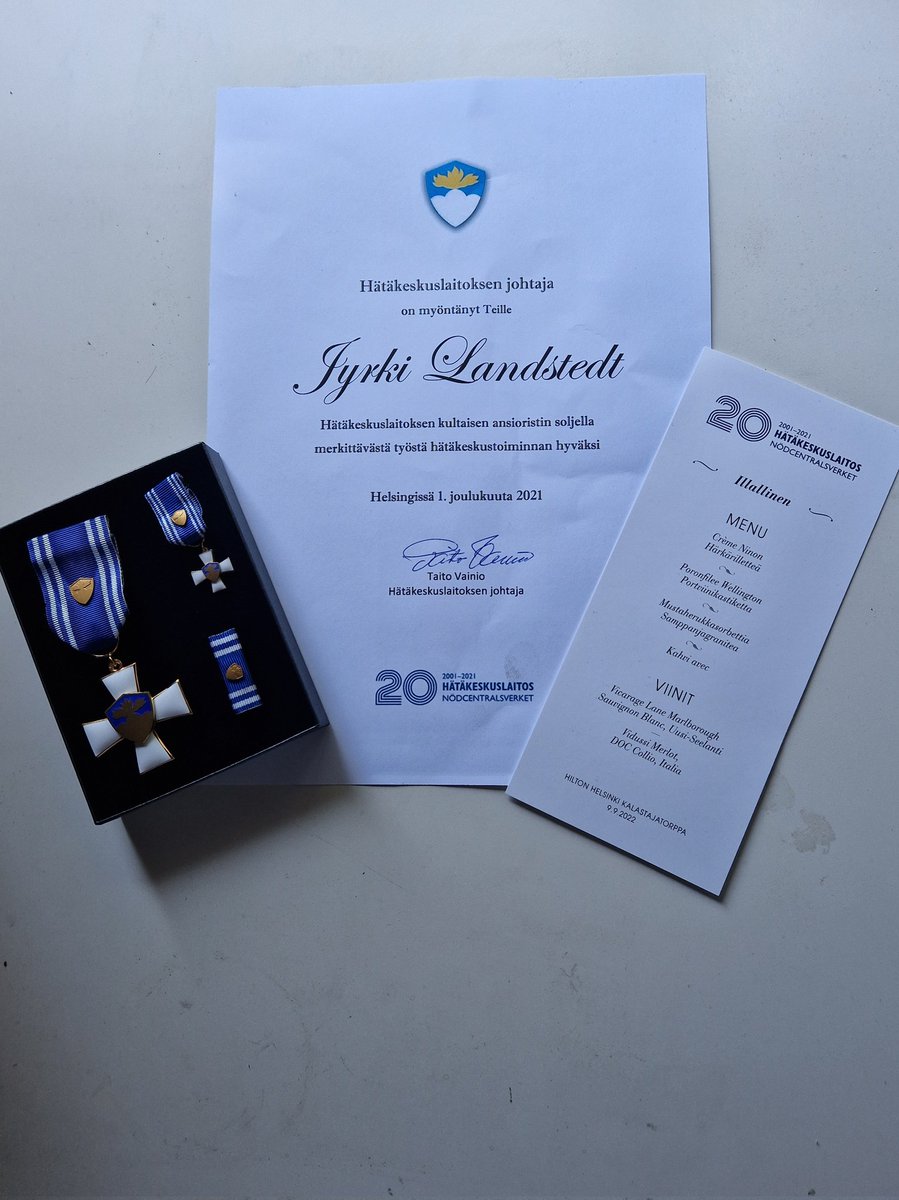 Hätäkeskuslaitoksen johtaja
on myöntänyt Teille
Jyrki Landstedt
Hätäkeskuslaitoksen kultaisen ansioristin soljella
merkittävästä työstä hätäkeskustoiminnan hyväksi
Helsingissä 1. joulukuuta 2021
Taito Vainio
Hätäkeskuslaitoksen johtaja
20 2001–2021
HÄTÄKESKUSLAITOS
NÖDCENTRALSVERKET
20 2001–2021
HÄTÄKESKUSLAITOS
NÖDCENTRALSVERKET
Illallinen
MENU
Crème Ninon
Härkärilletteä
Poronfilee Wellington
Portviinikastiketta
Mustaherukkasorbettia
Samppanjagranitea
Kahvi avec
VIINIT
Vicarage Lane Marlborough
Sauvignon Blanc, Uusi-Seelanti
—
Vidussi Merlot,
DOC Collio, Italia
HILTON HELSINKI KALASTAJATORPPA
9.9.2022